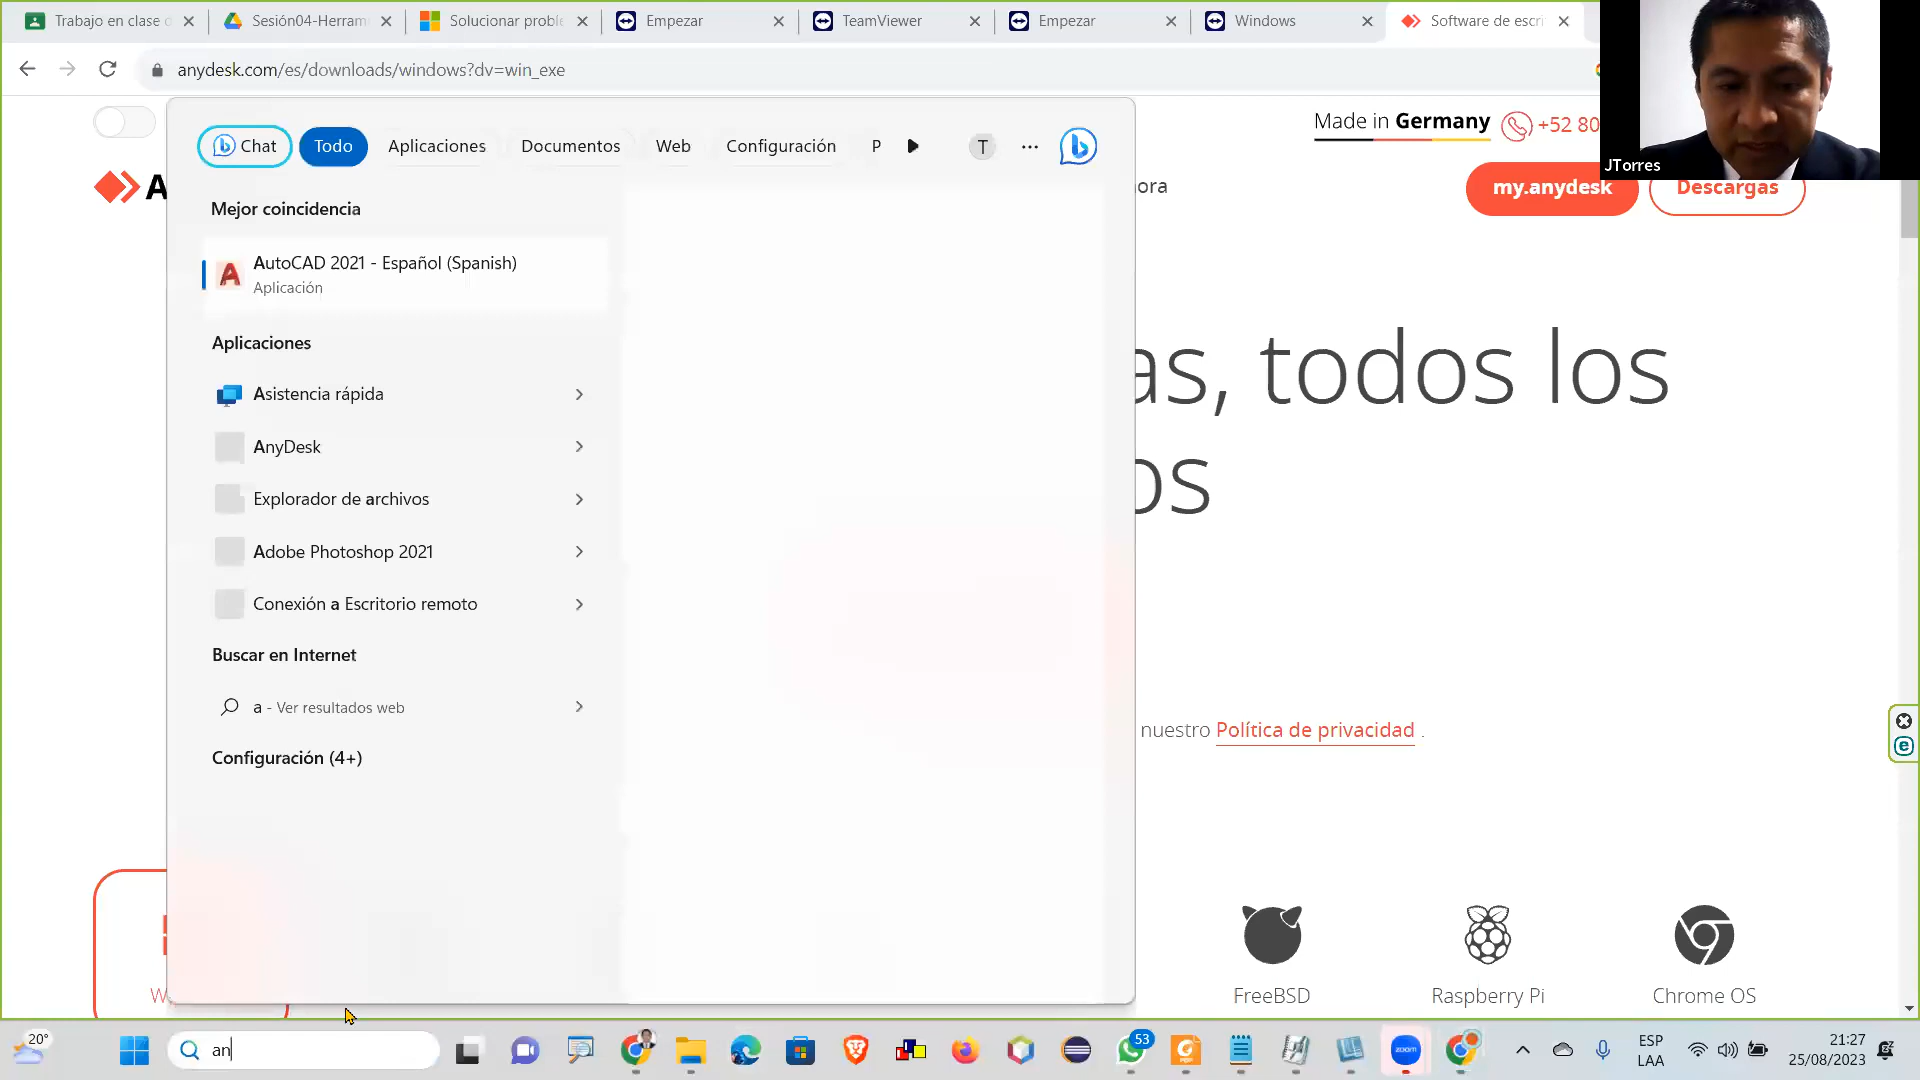 Trabajo en clase
Sesión04-Herram
Solucionar proble
Empezar
TeamViewer
Empezar
Windows
Software de escri
anydesk.com/es/downloads/windows?dv=win_exe
JTorres
Made in Germany
+52 80
A
ora
my.anydesk
Descargas
Chat
Todo
Aplicaciones
Documentos
Web
Configuración
P
T
Mejor coincidencia
AutoCAD 2021 - Español (Spanish)
Aplicación
Aplicaciones
Asistencia rápida
AnyDesk
Explorador de archivos
Adobe Photoshop 2021
Conexión a Escritorio remoto
Buscar en Internet
a - Ver resultados web
Configuración (4+)
as, todos los
os
nuestro Política de privacidad .
W
FreeBSD
Raspberry Pi
Chrome OS
20°
an
53
zoom
ESP
LAA
21:27
25/08/2023